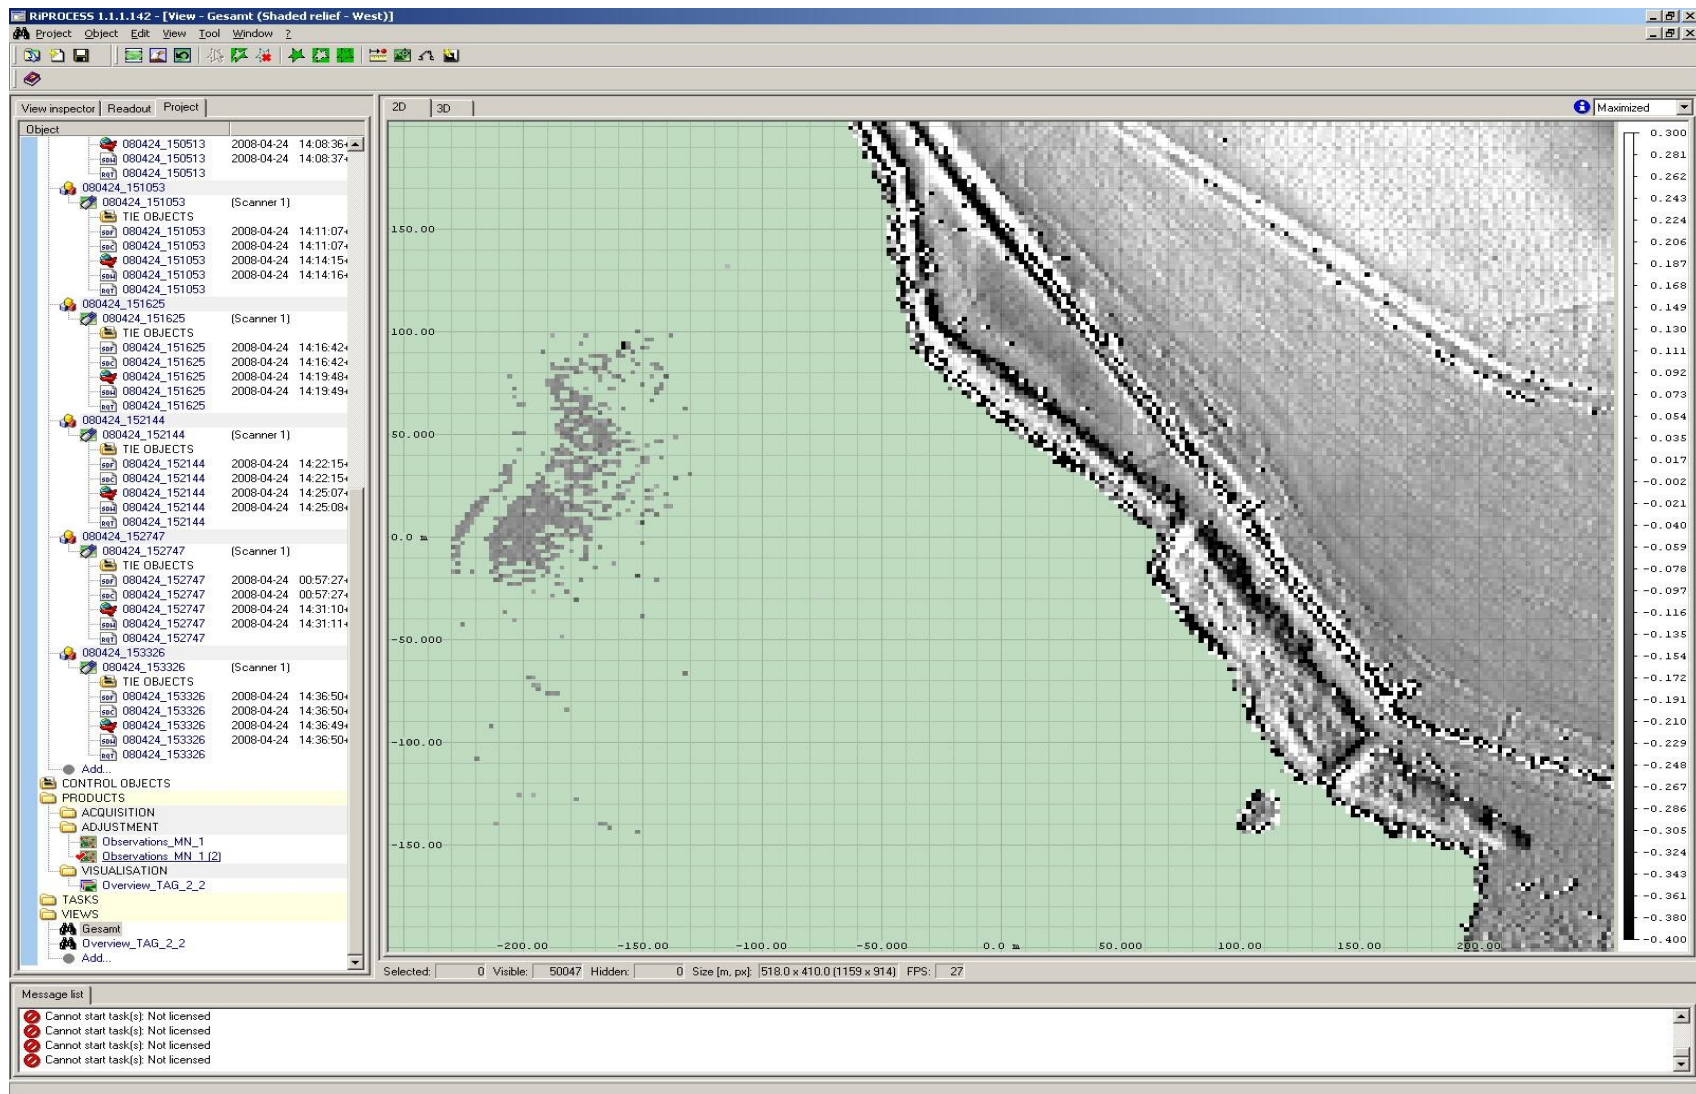 RiPROCESS 1.1.1.142 - [View - Gesamt (Shaded relief - West)]
Project Object Edit View Tool Window ?
View inspector Readout Project
Object
080424_150513 2008-04-24 14:08:36
080424_150513 2008-04-24 14:08:37
080424_150513
080424_151053
080424_151053 (Scanner 1)
TIE OBJECTS
080424_151053 2008-04-24 14:11:07
080424_151053 2008-04-24 14:11:07
080424_151053 2008-04-24 14:14:15
080424_151053 2008-04-24 14:14:16
080424_151053
080424_151625
080424_151625 (Scanner 1)
TIE OBJECTS
080424_151625 2008-04-24 14:16:42
080424_151625 2008-04-24 14:16:42
080424_151625 2008-04-24 14:19:48
080424_151625 2008-04-24 14:19:49
080424_151625
080424_152144
080424_152144 (Scanner 1)
TIE OBJECTS
080424_152144 2008-04-24 14:22:15
080424_152144 2008-04-24 14:22:15
080424_152144 2008-04-24 14:25:07
080424_152144 2008-04-24 14:25:08
080424_152144
080424_152747
080424_152747 (Scanner 1)
TIE OBJECTS
080424_152747 2008-04-24 00:57:27
080424_152747 2008-04-24 00:57:27
080424_152747 2008-04-24 14:31:10
080424_152747 2008-04-24 14:31:11
080424_152747
080424_153326
080424_153326 (Scanner 1)
TIE OBJECTS
080424_153326 2008-04-24 14:36:50
080424_153326 2008-04-24 14:36:50
080424_153326 2008-04-24 14:36:49
080424_153326 2008-04-24 14:36:50
080424_153326
Add...
CONTROL OBJECTS
PRODUCTS
ACQUISITION
ADJUSTMENT
Observations_MN_1
Observations_MN_1 (2)
VISUALISATION
Overview_TAG_2_2
TASKS
VIEWS
Gesamt
Overview_TAG_2_2
Add...
2D 3D
Maximized
150.00
100.00
50.000
0.0 m
-50.000
-100.00
-150.00
-200.00 -150.00 -100.00 -50.000 0.0 m 50.000 100.00 150.00 200.00
0.300
0.281
0.262
0.243
0.224
0.206
0.187
0.168
0.149
0.130
0.111
0.092
0.073
0.054
0.035
0.017
-0.002
-0.021
-0.040
-0.059
-0.078
-0.097
-0.116
-0.135
-0.154
-0.172
-0.191
-0.210
-0.229
-0.248
-0.267
-0.286
-0.305
-0.324
-0.343
-0.361
-0.380
-0.400
Selected: 0 Visible: 50047 Hidden: 0 Size [m, px]: 518.0 x 410.0 (1159 x 914) FPS: 27
Message list
Cannot start task(s): Not licensed
Cannot start task(s): Not licensed
Cannot start task(s): Not licensed
Cannot start task(s): Not licensed